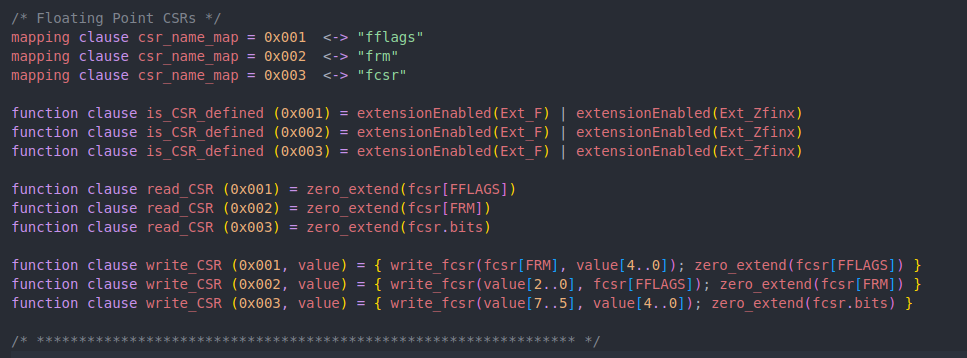 /* Floating Point CSRs */
mapping clause csr_name_map = 0x001  <-> "fflags"
mapping clause csr_name_map = 0x002  <-> "frm"
mapping clause csr_name_map = 0x003  <-> "fcsr"
function clause is_CSR_defined (0x001) = extensionEnabled(Ext_F) | extensionEnabled(Ext_Zfinx)
function clause is_CSR_defined (0x002) = extensionEnabled(Ext_F) | extensionEnabled(Ext_Zfinx)
function clause is_CSR_defined (0x003) = extensionEnabled(Ext_F) | extensionEnabled(Ext_Zfinx)
function clause read_CSR (0x001) = zero_extend(fcsr[FFLAGS])
function clause read_CSR (0x002) = zero_extend(fcsr[FRM])
function clause read_CSR (0x003) = zero_extend(fcsr.bits)
function clause write_CSR (0x001, value) = { write_fcsr(fcsr[FRM], value[4..0]); zero_extend(fcsr[FFLAGS]) }
function clause write_CSR (0x002, value) = { write_fcsr(value[2..0], fcsr[FFLAGS]); zero_extend(fcsr[FRM]) }
function clause write_CSR (0x003, value) = { write_fcsr(value[7..5], value[4..0]); zero_extend(fcsr.bits) }
/* **************************************************************** */